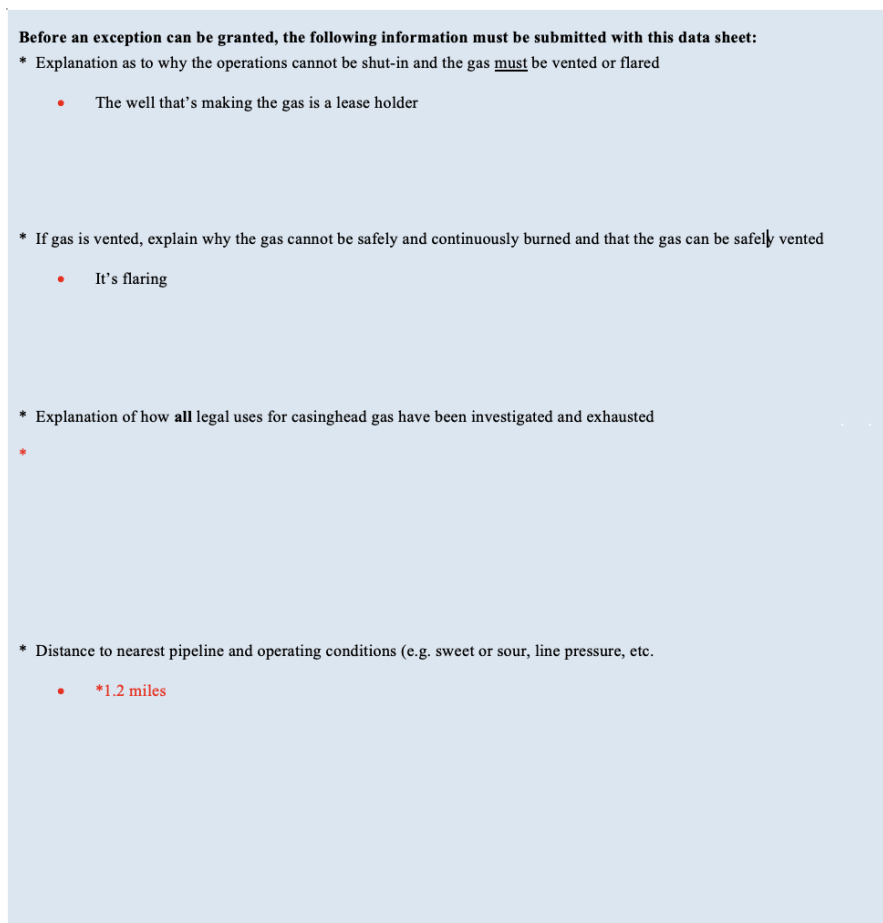 Before an exception can be granted, the following information must be submitted with this data sheet:
* Explanation as to why the operations cannot be shut-in and the gas must be vented or flared
• The well that’s making the gas is a lease holder
* If gas is vented, explain why the gas cannot be safely and continuously burned and that the gas can be safely vented
• It’s flaring
* Explanation of how all legal uses for casinghead gas have been investigated and exhausted
*
* Distance to nearest pipeline and operating conditions (e.g. sweet or sour, line pressure, etc.
• *1.2 miles